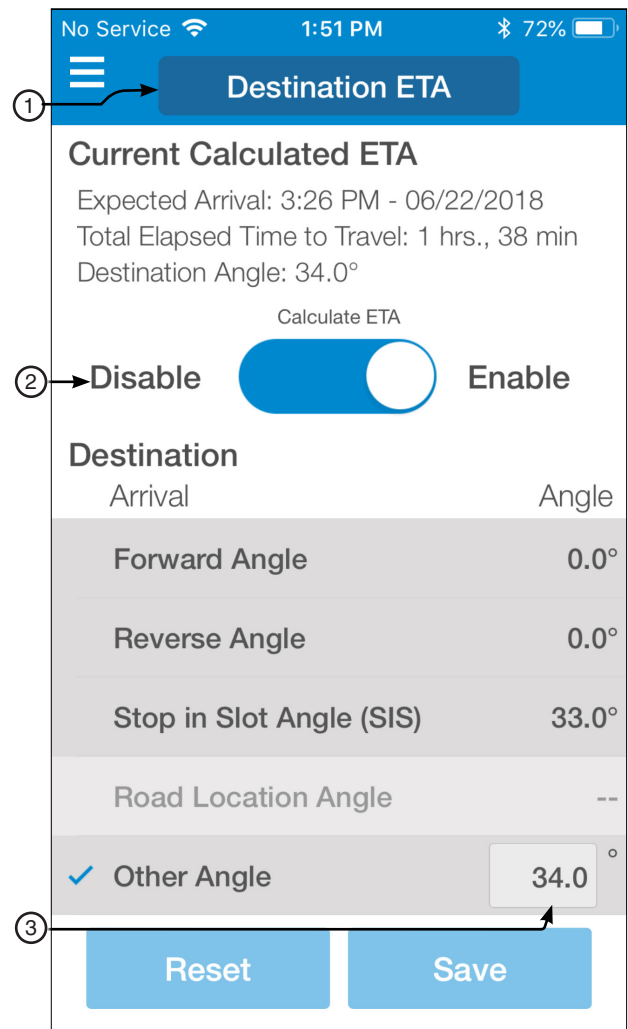 No Service 1:51 PM 72%
1 Destination ETA
Current Calculated ETA
Expected Arrival: 3:26 PM - 06/22/2018
Total Elapsed Time to Travel: 1 hrs., 38 min
Destination Angle: 34.0°
Calculate ETA
2 Disable Enable
Destination
Arrival Angle
Forward Angle 0.0°
Reverse Angle 0.0°
Stop in Slot Angle (SIS) 33.0°
Road Location Angle --
Other Angle 34.0 °
3
Reset Save